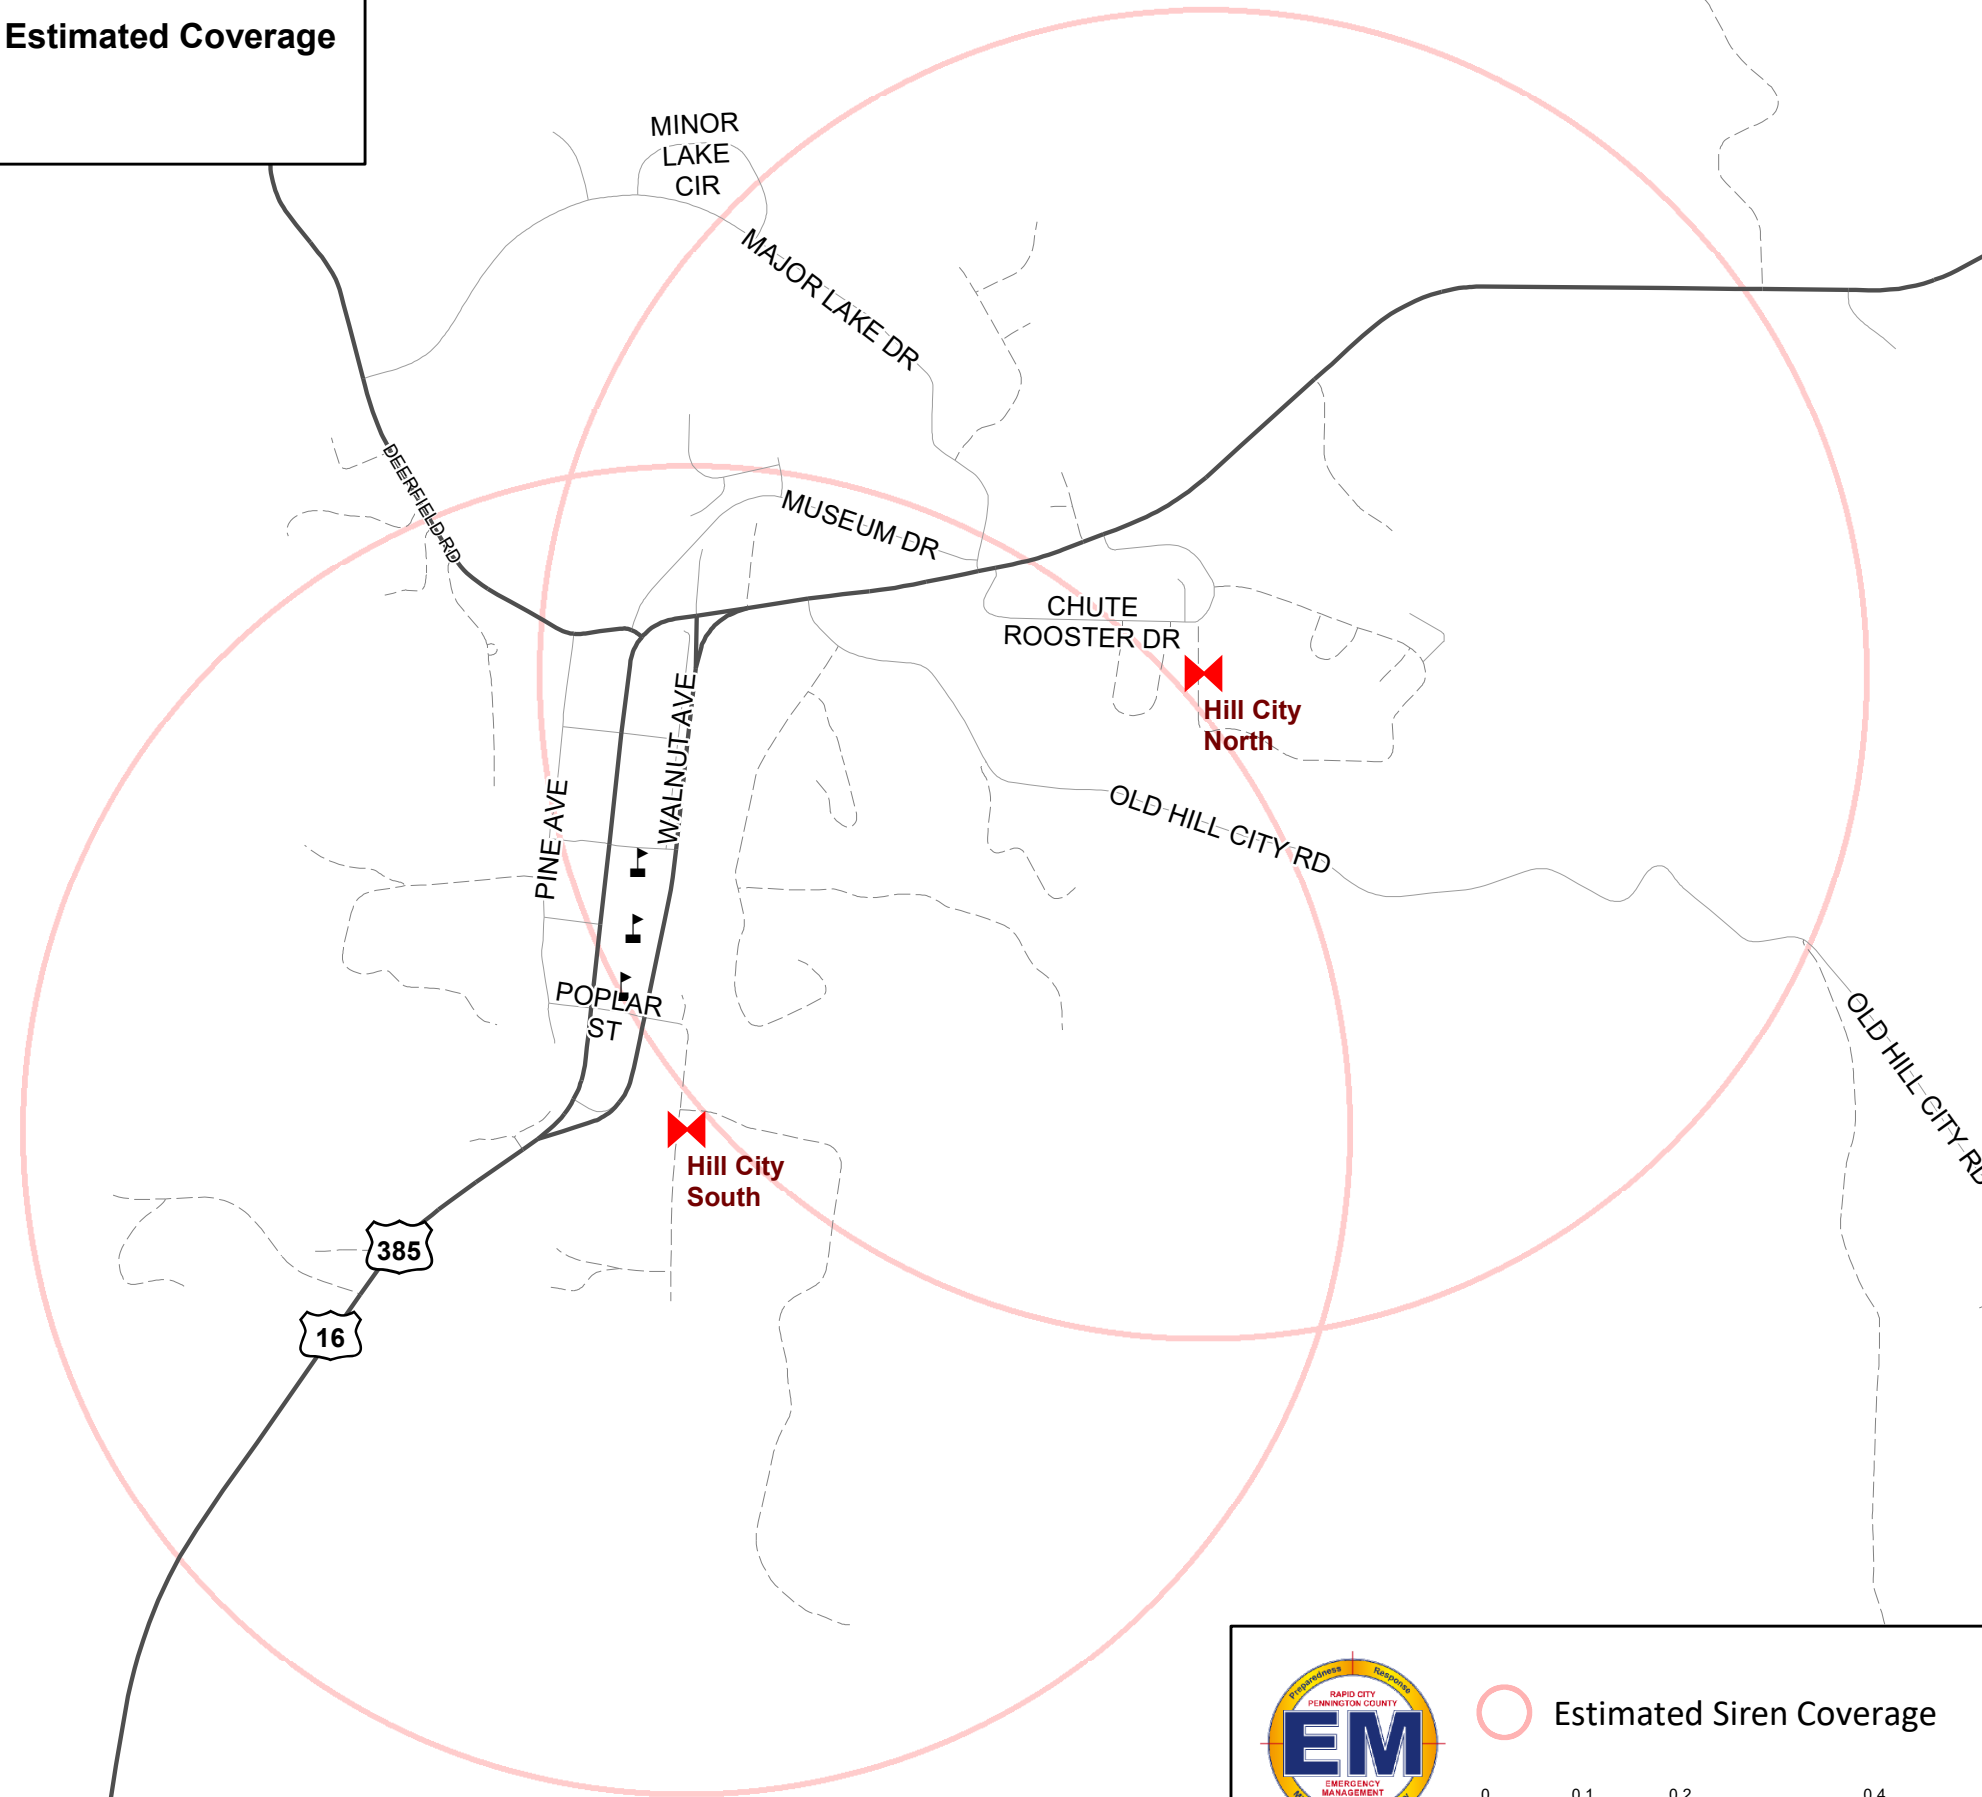 Estimated Coverage
MINOR
LAKE
CIR
MAJOR LAKE DR
DEERFIELD RD
MUSEUM DR
CHUTE
ROOSTER DR
Hill City
North
WALNUT AVE
PINE AVE
OLD HILL CITY RD
POPLAR
ST
OLD HILL CITY RD
Hill City
South
385
16
Preparedness
Response
RAPID CITY
PENNINGTON COUNTY
EM
EMERGENCY
MANAGEMENT
Estimated Siren Coverage
0 0.1 0.2 0.4